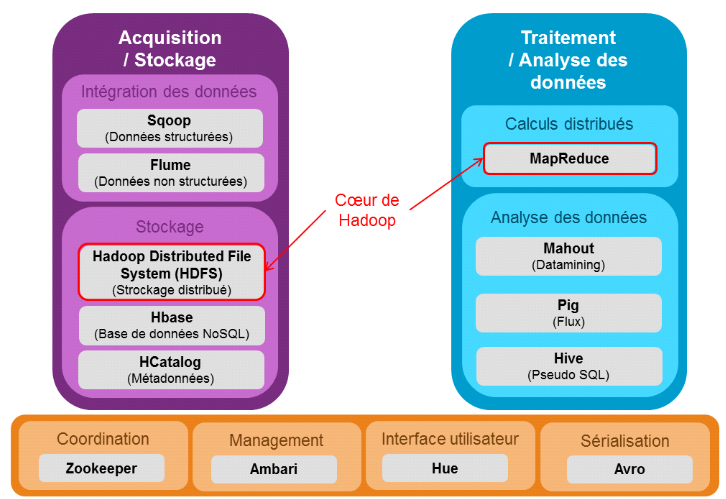 Acquisition
/ Stockage
Intégration des données
Sqoop
(Données structurées)
Flume
(Données non structurées)
Stockage
Hadoop Distributed File
System (HDFS)
(Strockage distribué)
Hbase
(Base de données NoSQL)
HCatalog
(Métadonnées)
Cœur de
Hadoop
Traitement
/ Analyse des
données
Calculs distribués
MapReduce
Analyse des données
Mahout
(Datamining)
Pig
(Flux)
Hive
(Pseudo SQL)
Coordination
Zookeeper
Management
Ambari
Interface utilisateur
Hue
Sérialisation
Avro